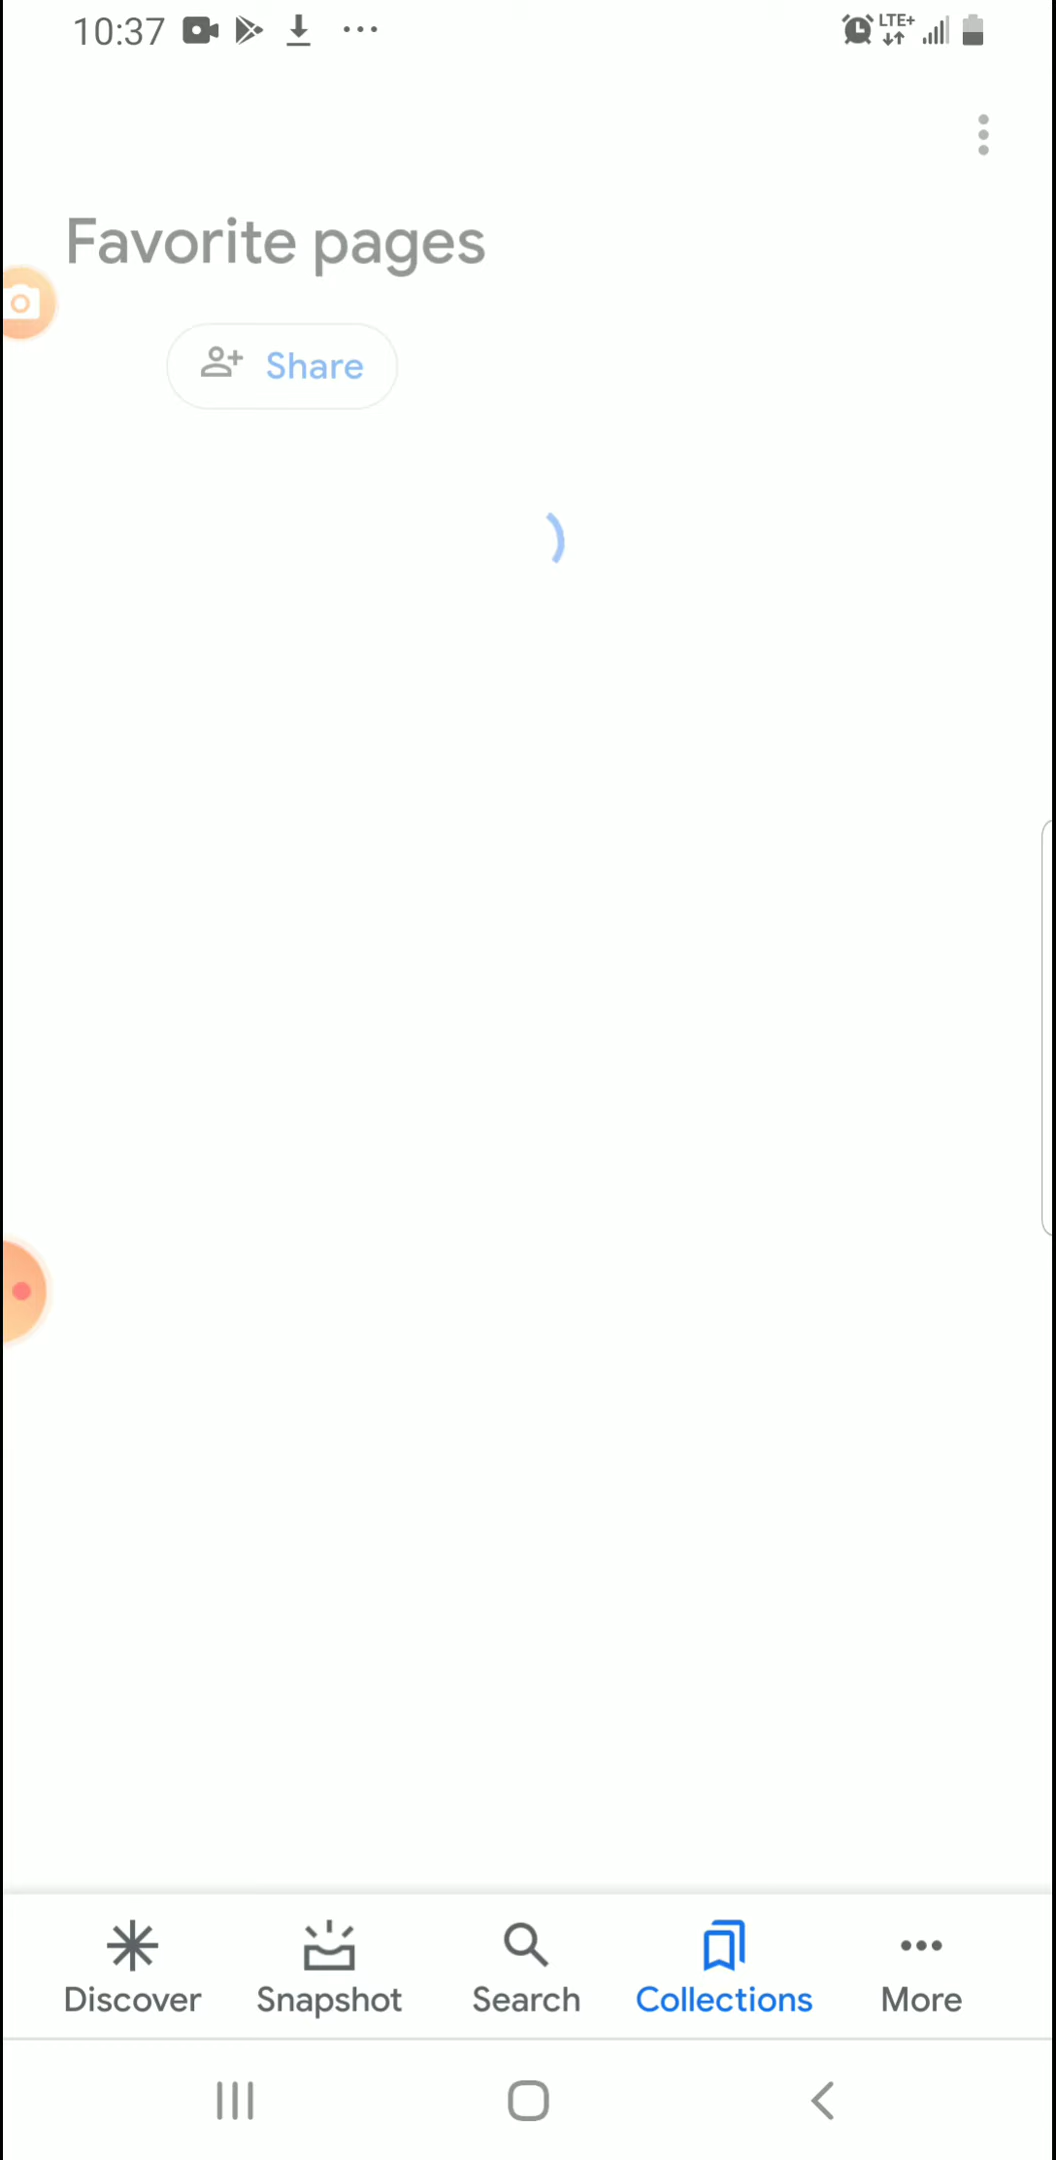 10:37
LTE+
Favorite pages
Share
Discover
Snapshot
Search
Collections
More